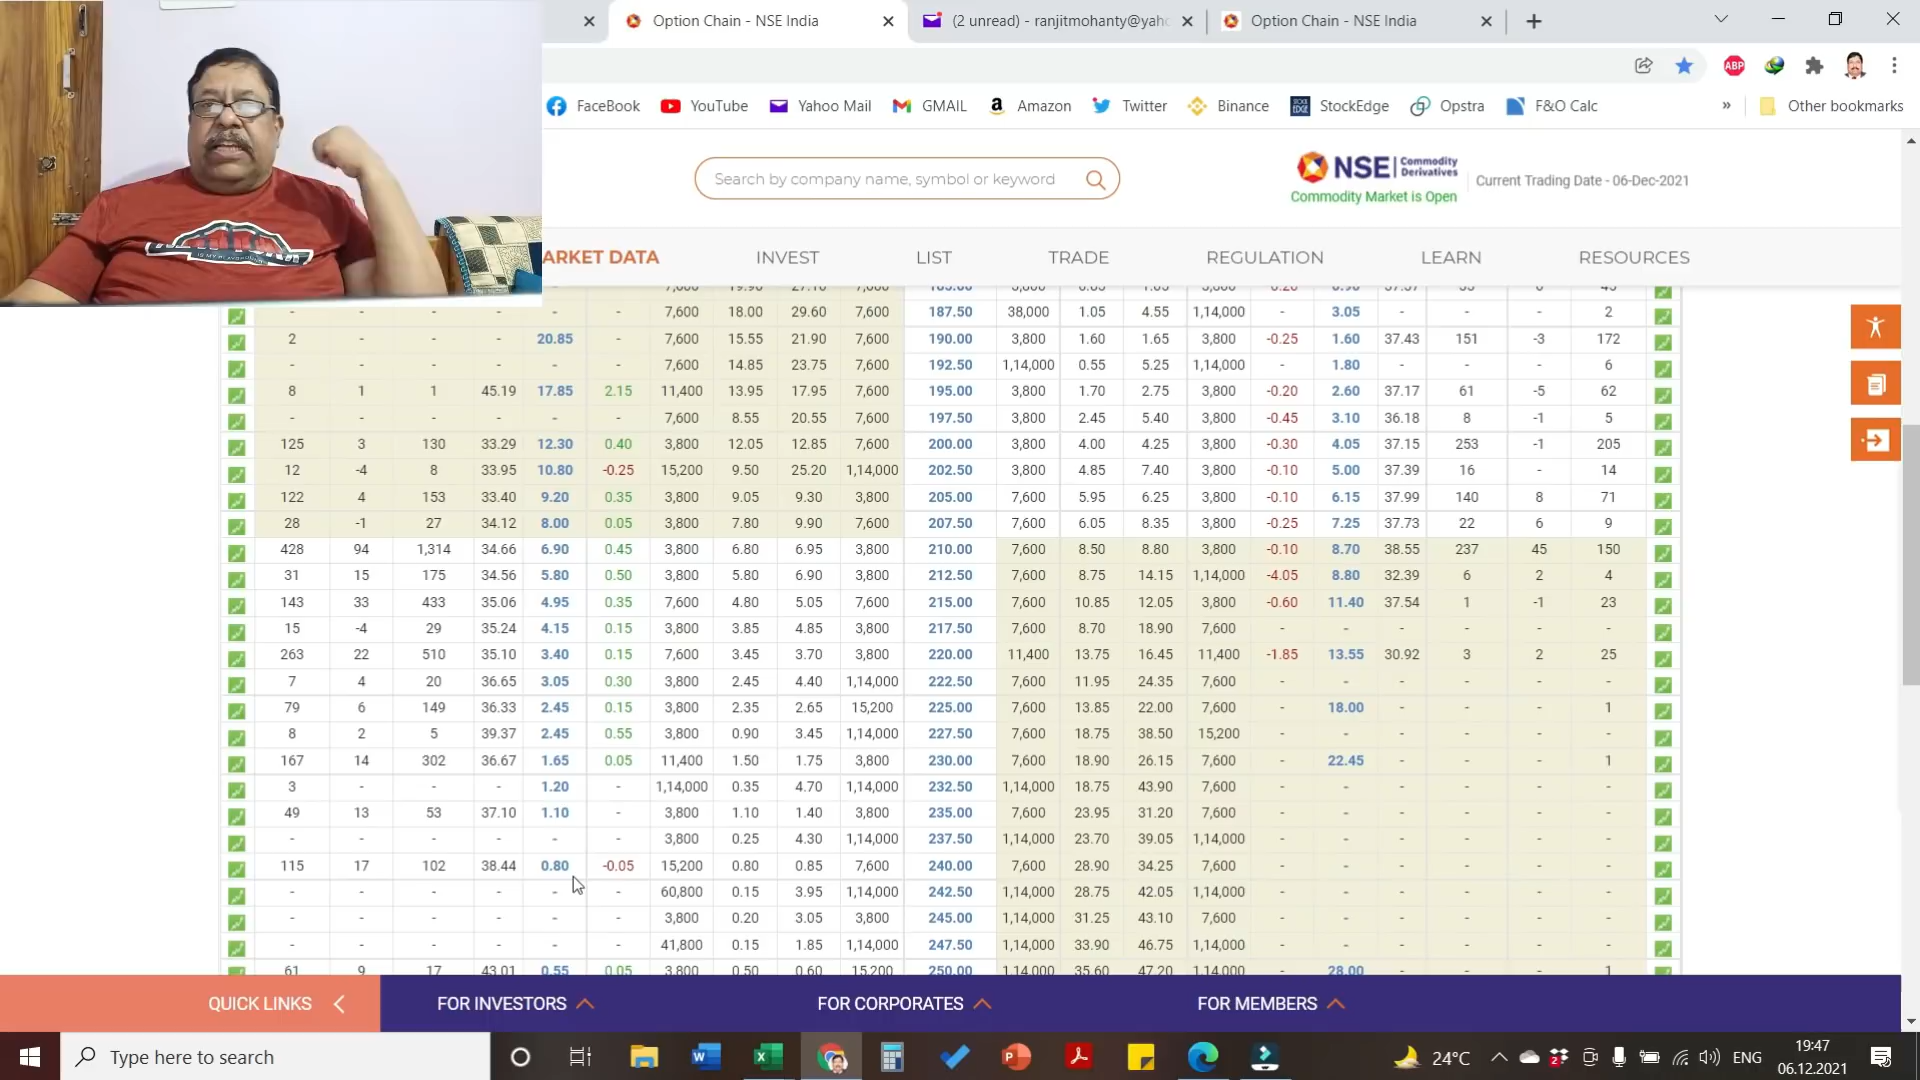 Option Chain - NSE India
(2 unread) - ranjitmohanty@yah
Option Chain - NSE India
ABP
FaceBook YouTube Yahoo Mail GMAIL Amazon Twitter Binance StockEdge Opstra F&O Calc » Other bookmarks
Search by company name, symbol or keyword
NSE Commodity Derivatives
Commodity Market is Open
Current Trading Date - 06-Dec-2021
ARKET DATA INVEST LIST TRADE REGULATION LEARN RESOURCES
- - - - - - 7,600 18.00 29.60 7,600 187.50 38,000 1.05 4.55 1,14,000 - 3.05 - - - 2
2 - - - 20.85 - 7,600 15.55 21.90 7,600 190.00 3,800 1.60 1.65 3,800 -0.25 1.60 37.43 151 -3 172
- - - - - - 7,600 14.85 23.75 7,600 192.50 1,14,000 0.55 5.25 1,14,000 - 1.80 - - - 6
8 1 1 45.19 17.85 2.15 11,400 13.95 17.95 7,600 195.00 3,800 1.70 2.75 3,800 -0.20 2.60 37.17 61 -5 62
- - - - - - 7,600 8.55 20.55 7,600 197.50 3,800 2.45 5.40 3,800 -0.45 3.10 36.18 8 -1 5
125 3 130 33.29 12.30 0.40 3,800 12.05 12.85 7,600 200.00 3,800 4.00 4.25 3,800 -0.30 4.05 37.15 253 -1 205
12 -4 8 33.95 10.80 -0.25 15,200 9.50 25.20 1,14,000 202.50 3,800 4.85 7.40 3,800 -0.10 5.00 37.39 16 - 14
122 4 153 33.40 9.20 0.35 3,800 9.05 9.30 3,800 205.00 7,600 5.95 6.25 3,800 -0.10 6.15 37.99 140 8 71
28 -1 27 34.12 8.00 0.05 3,800 7.80 9.90 7,600 207.50 7,600 6.05 8.35 3,800 -0.25 7.25 37.73 22 6 9
428 94 1,314 34.66 6.90 0.45 3,800 6.80 6.95 3,800 210.00 7,600 8.50 8.80 3,800 -0.10 8.70 38.55 237 45 150
31 15 175 34.56 5.80 0.50 3,800 5.80 6.90 3,800 212.50 7,600 8.75 14.15 1,14,000 -4.05 8.80 32.39 6 2 4
143 33 433 35.06 4.95 0.35 7,600 4.80 5.05 7,600 215.00 7,600 10.85 12.05 3,800 -0.60 11.40 37.54 1 -1 23
15 -4 29 35.24 4.15 0.15 3,800 3.85 4.85 3,800 217.50 7,600 8.70 18.90 7,600 - - - - - -
263 22 510 35.10 3.40 0.15 7,600 3.45 3.70 3,800 220.00 11,400 13.75 16.45 11,400 -1.85 13.55 30.92 3 2 25
7 4 20 36.65 3.05 0.30 3,800 2.45 4.40 1,14,000 222.50 7,600 11.95 24.35 7,600 - - - - - -
79 6 149 36.33 2.45 0.15 3,800 2.35 2.65 15,200 225.00 7,600 13.85 22.00 7,600 - 18.00 - - - 1
8 2 5 39.37 2.45 0.55 3,800 0.90 3.45 1,14,000 227.50 7,600 18.75 38.50 15,200 - - - - - -
167 14 302 36.67 1.65 0.05 11,400 1.50 1.75 3,800 230.00 7,600 18.90 26.15 7,600 - 22.45 - - - 1
3 - - - 1.20 - 1,14,000 0.35 4.70 1,14,000 232.50 1,14,000 18.75 43.90 7,600 - - - - - -
49 13 53 37.10 1.10 - 3,800 1.10 1.40 3,800 235.00 7,600 23.95 31.20 7,600 - - - - - -
- - - - - - 3,800 0.25 4.30 1,14,000 237.50 1,14,000 23.70 39.05 1,14,000 - - - - - -
115 17 102 38.44 0.80 -0.05 15,200 0.80 0.85 7,600 240.00 7,600 28.90 34.25 7,600 - - - - - -
- - - - - - 60,800 0.15 3.95 1,14,000 242.50 1,14,000 28.75 42.05 1,14,000 - - - - - -
- - - - - - 3,800 0.20 3.05 3,800 245.00 1,14,000 31.25 43.10 7,600 - - - - - -
- - - - - - 41,800 0.15 1.85 1,14,000 247.50 1,14,000 33.90 46.75 1,14,000 - - - - - -
61 9 17 43.01 0.55 0.05 3,800 0.50 0.60 15,200 250.00 1,14,000 35.60 47.20 1,14,000 - 28.00 - - - 1
QUICK LINKS FOR INVESTORS FOR CORPORATES FOR MEMBERS
Type here to search
24°C ENG
19:47
06.12.2021